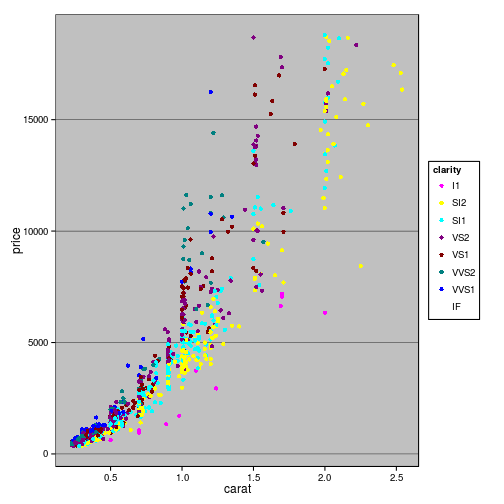 15000
10000
5000
0
price
0.5 1.0 1.5 2.0 2.5
carat
clarity
I1
SI2
SI1
VS2
VS1
VVS2
VVS1
IF